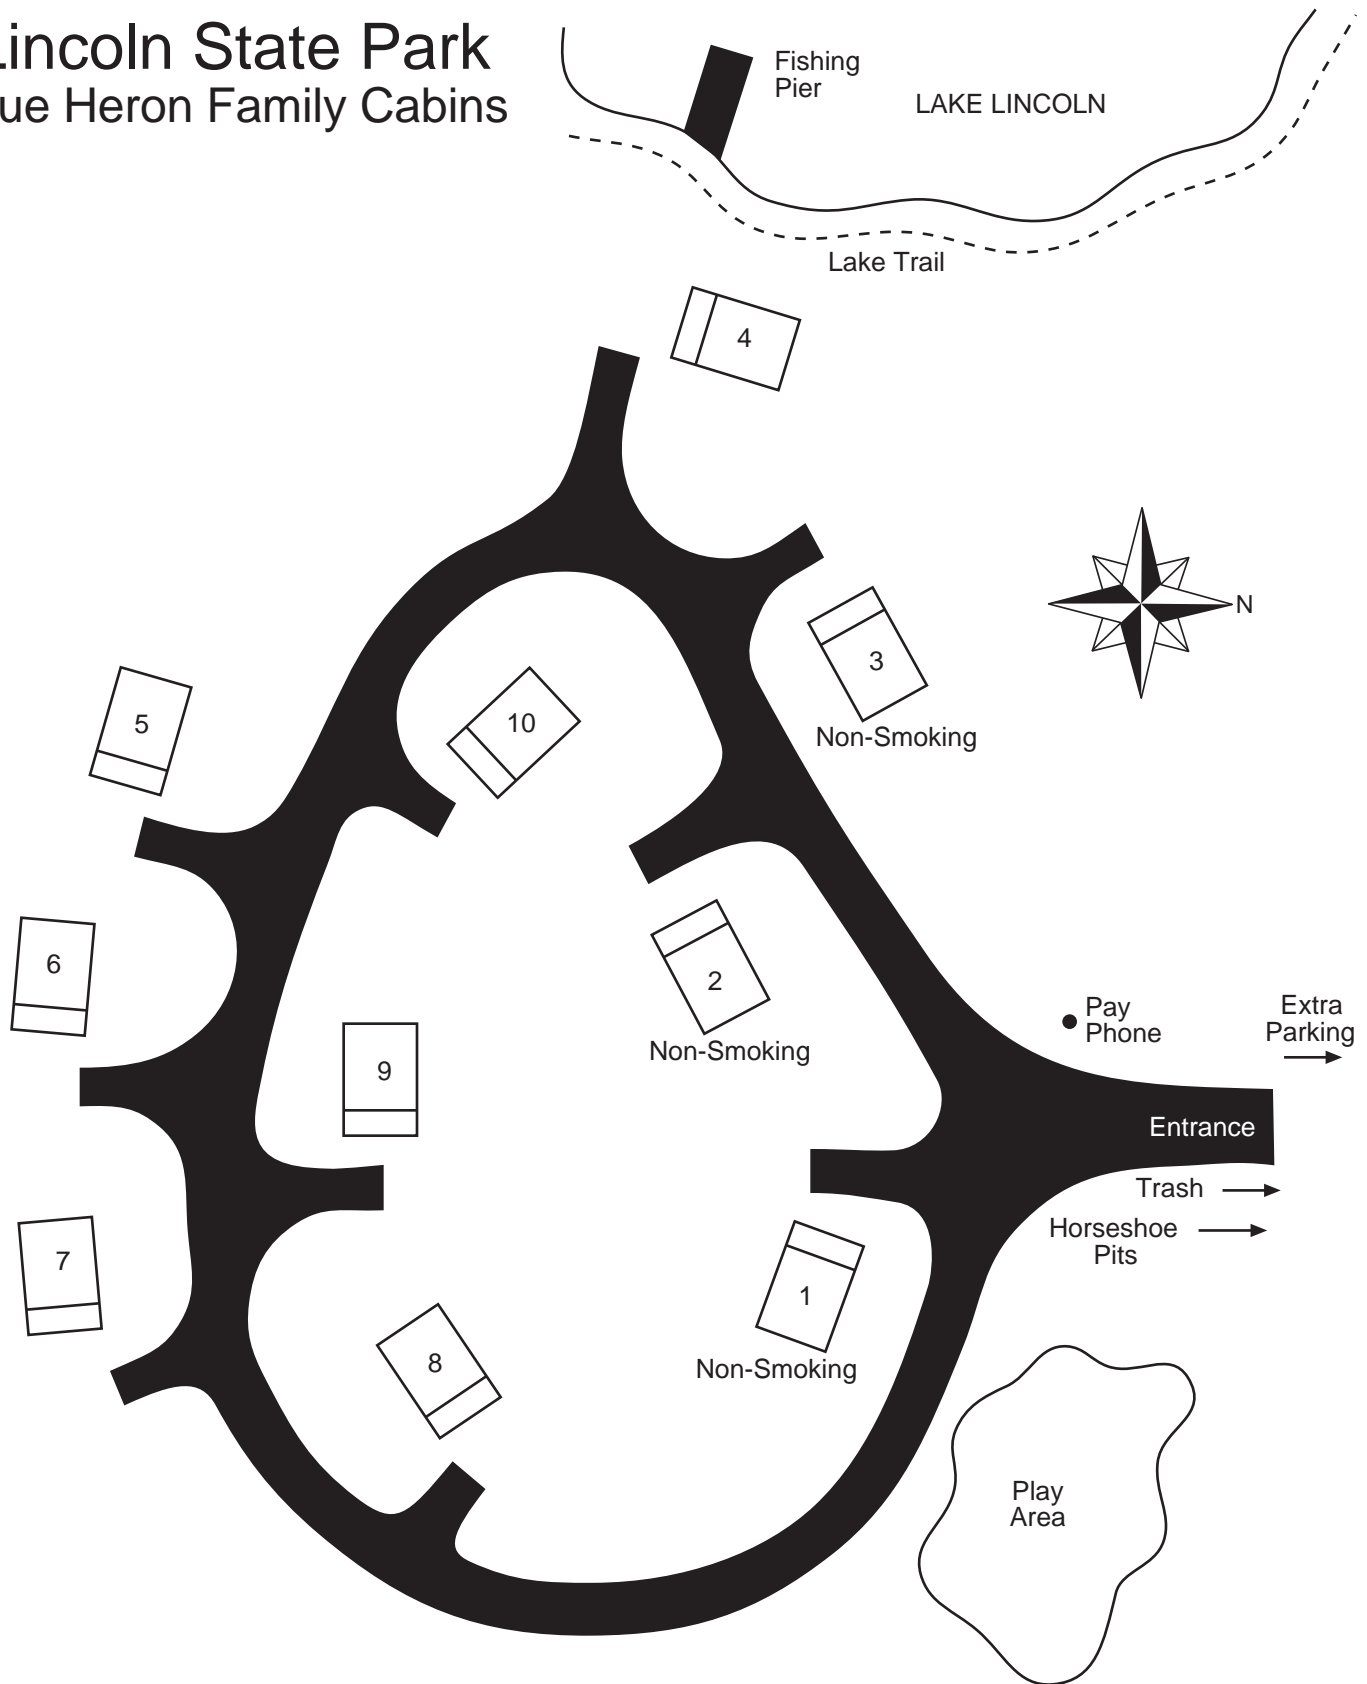 Lincoln State Park
ue Heron Family Cabins
Fishing
Pier
LAKE LINCOLN
Lake Trail
4
3
Non-Smoking
N
5
10
6
2
Non-Smoking
9
Pay
Phone
Extra
Parking
Entrance
Trash
Horseshoe
Pits
7
1
Non-Smoking
8
Play
Area